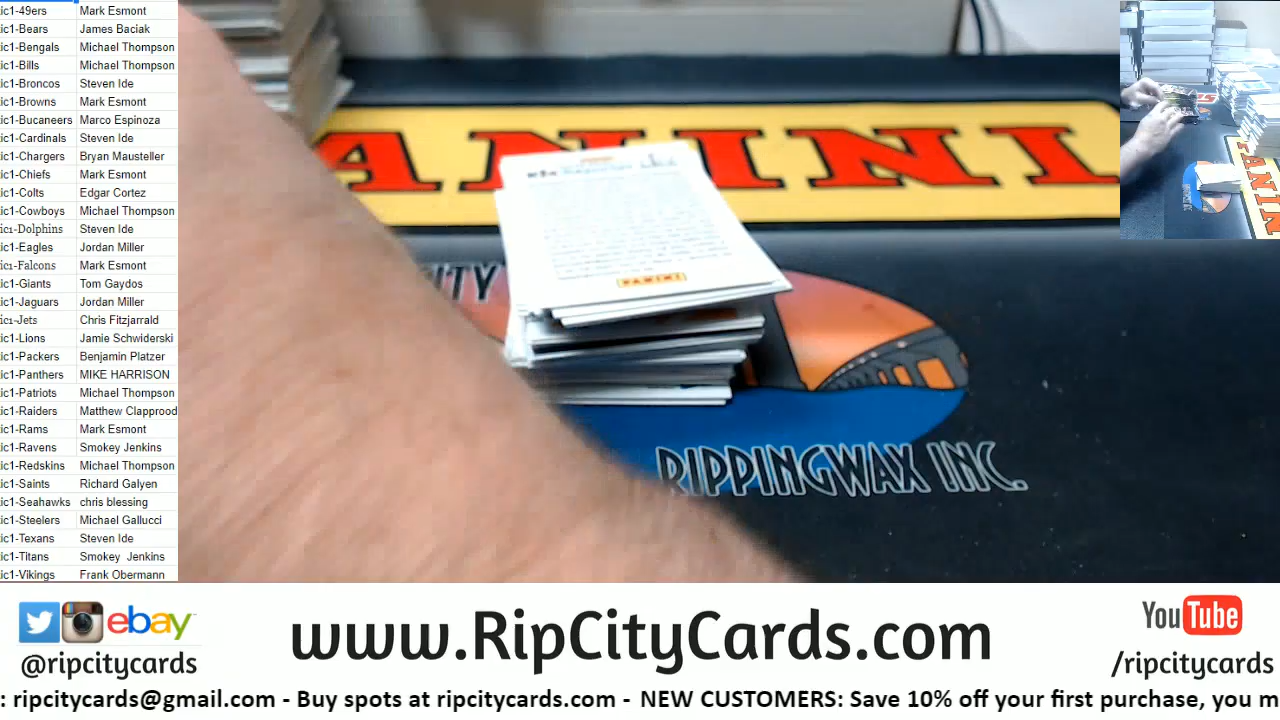 ic1-49ers Mark Esmont
ic1-Bears James Baciak
ic1-Bengals Michael Thompson
ic1-Bills Michael Thompson
ic1-Broncos Steven Ide
ic1-Browns Mark Esmont
ic1-Bucaneers Marco Espinoza
ic1-Cardinals Steven Ide
ic1-Chargers Bryan Mausteller
ic1-Chiefs Mark Esmont
ic1-Colts Edgar Cortez
ic1-Cowboys Michael Thompson
ic1-Dolphins Steven Ide
ic1-Eagles Jordan Miller
ic1-Falcons Mark Esmont
ic1-Giants Tom Gaydos
ic1-Jaguars Jordan Miller
ic1-Jets Chris Fitzjarrald
ic1-Lions Jamie Schwiderski
ic1-Packers Benjamin Platzer
ic1-Panthers MIKE HARRISON
ic1-Patriots Michael Thompson
ic1-Raiders Matthew Clapprood
ic1-Rams Mark Esmont
ic1-Ravens Smokey Jenkins
ic1-Redskins Michael Thompson
ic1-Saints Richard Galyen
ic1-Seahawks chris blessing
ic1-Steelers Michael Gallucci
ic1-Texans Steven Ide
ic1-Titans Smokey Jenkins
ic1-Vikings Frank Obermann
ANINI
PANINI
ITY
RIPPINGWAX INC.
ANINI
ebay
@ripcitycards
www.RipCityCards.com
YouTube
/ripcitycards
: ripcitycards@gmail.com - Buy spots at ripcitycards.com - NEW CUSTOMERS: Save 10% off your first purchase, you m